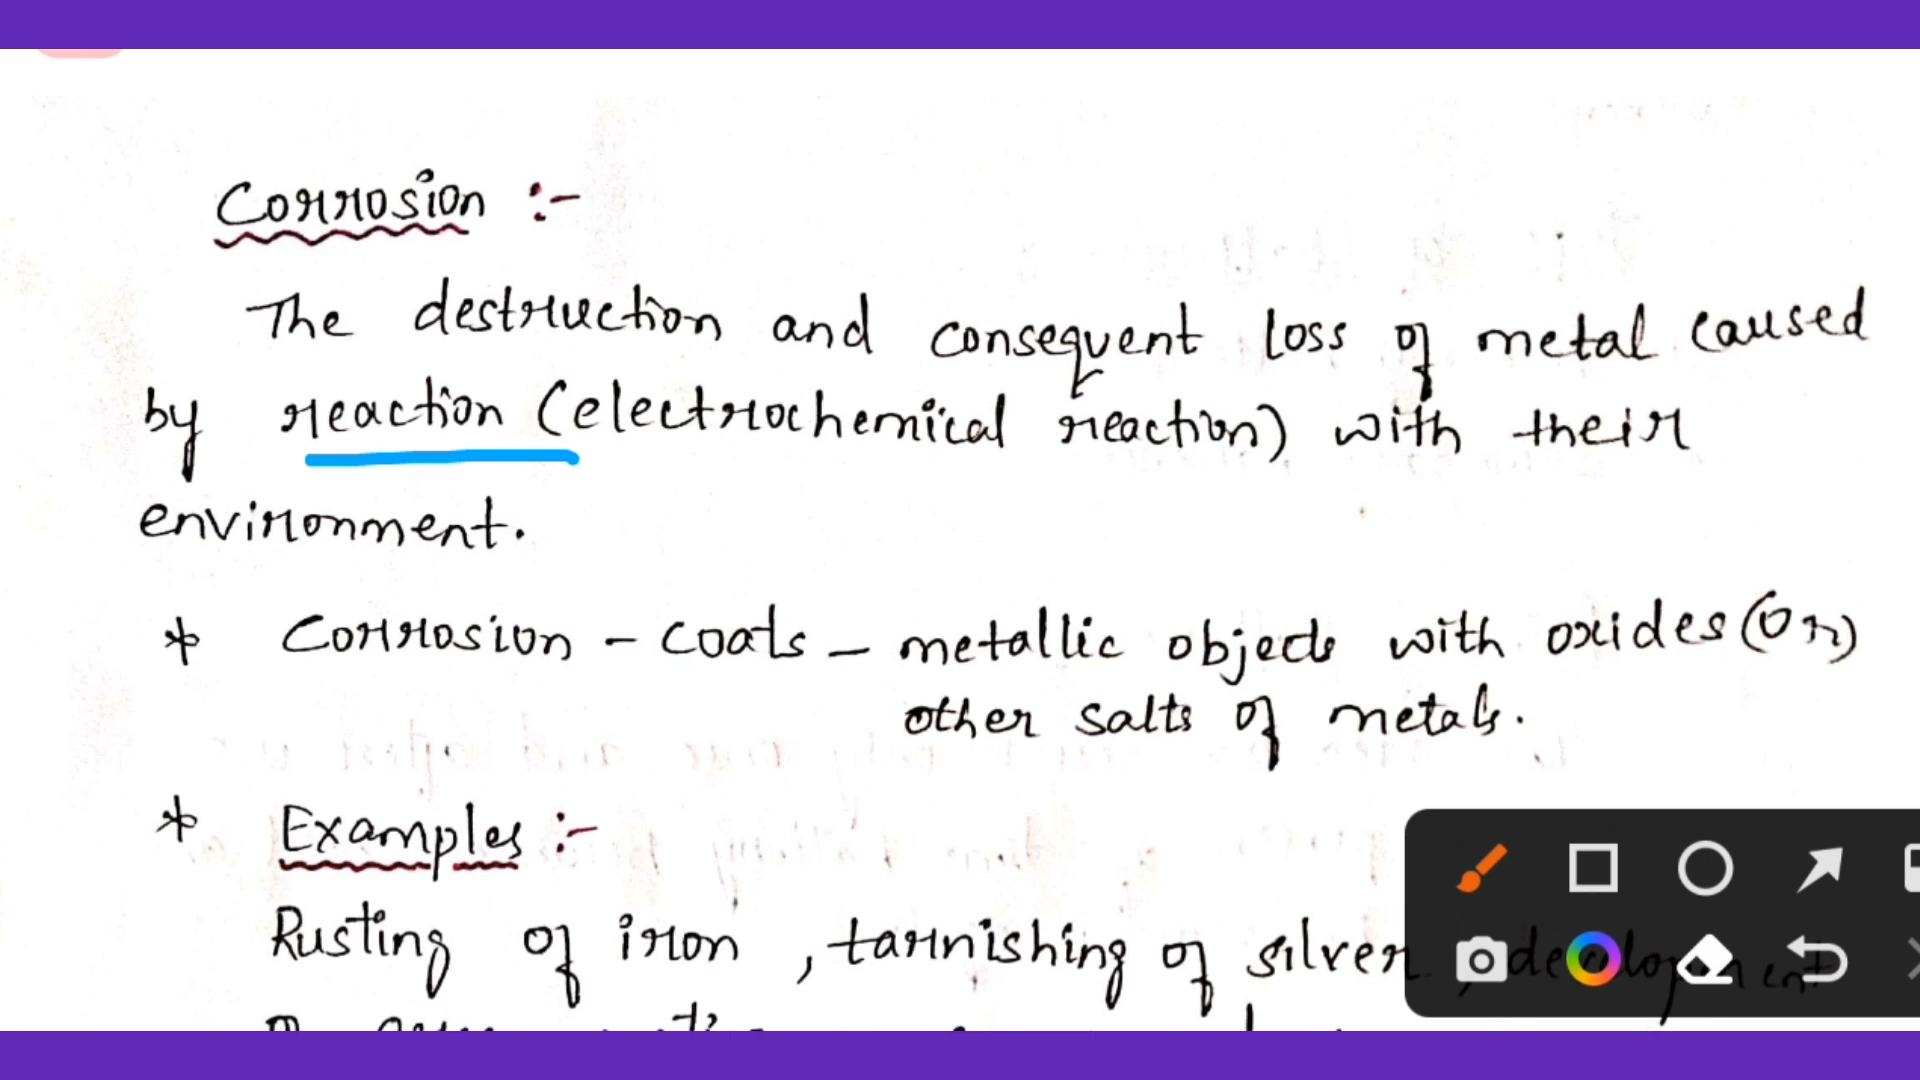 Corrosion :-
The destruction and consequent loss of metal caused
by reaction (electrochemical reaction) with their
environment.
* Corrosion - coats - metallic objects with oxides (or)
other salts of metals.
* Examples :-
Rusting of iron, tarnishing of silver, development